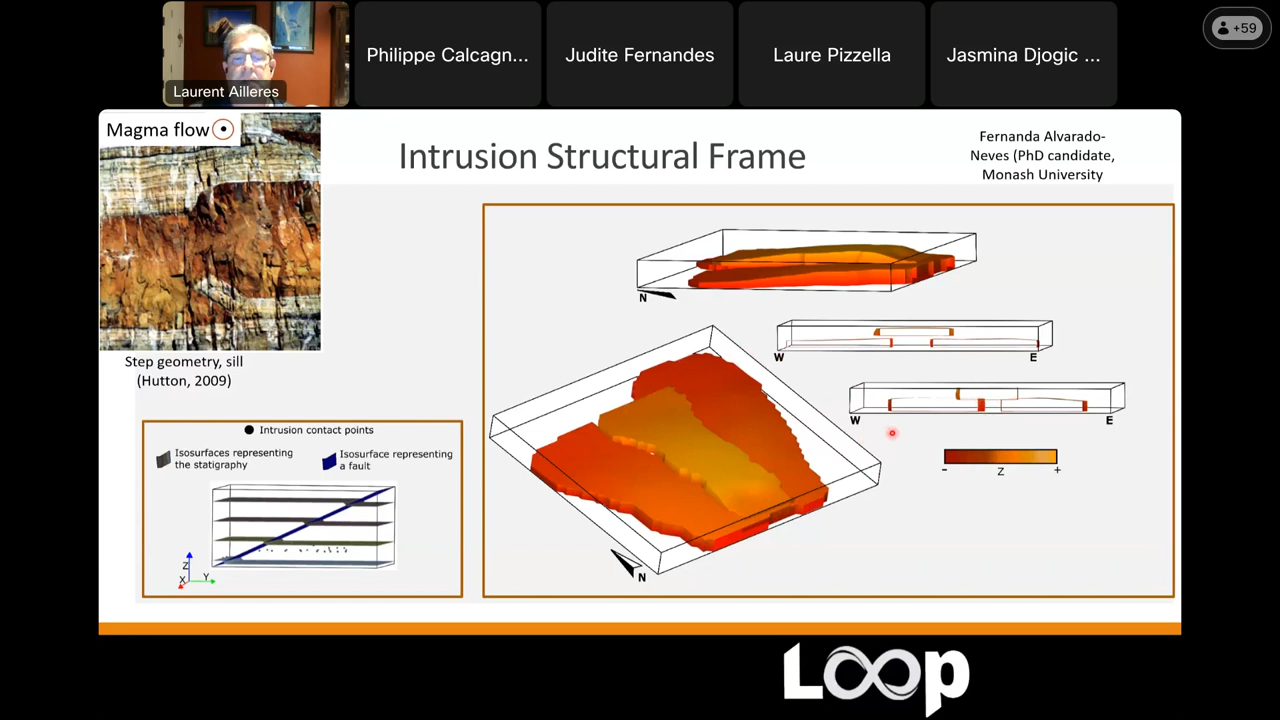 Philippe Calcagn...
Judite Fernandes
Laure Pizzella
Jasmina Djogic ...
+59
Laurent Ailleres
Magma flow
Intrusion Structural Frame
Fernanda Alvarado-
Neves (PhD candidate,
Monash University
Step geometry, sill
(Hutton, 2009)
Intrusion contact points
Isosurfaces representing
the statigraphy
Isosurface representing
a fault
Z
X
Y
N
W
E
W
E
- Z +
N
Loop